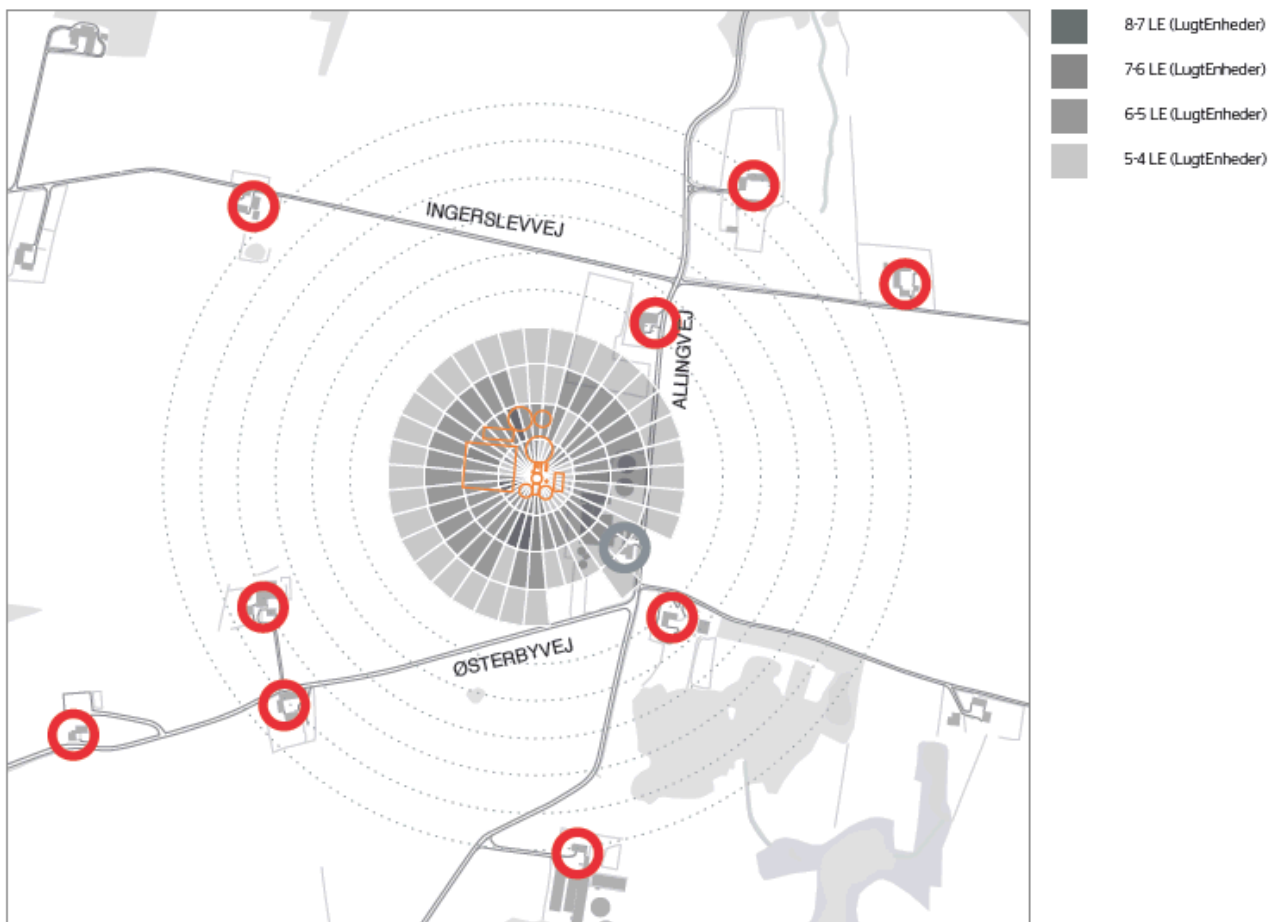 8-7 LE (LugtEnheder)
7-6 LE (LugtEnheder)
6-5 LE (LugtEnheder)
5-4 LE (LugtEnheder)
INGERSLEVVEJ
ALLINGVEJ
ØSTERBYVEJ